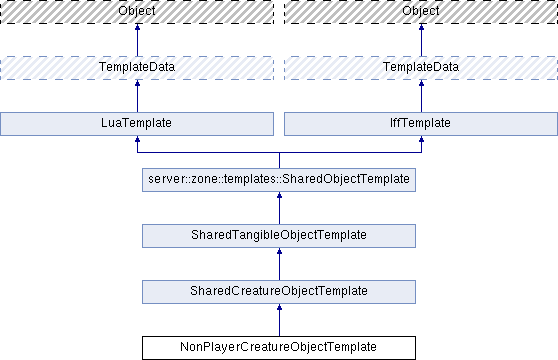 Object
Object
TemplateData
TemplateData
LuaTemplate
IffTemplate
server::zone::templates::SharedObjectTemplate
SharedTangibleObjectTemplate
SharedCreatureObjectTemplate
NonPlayerCreatureObjectTemplate